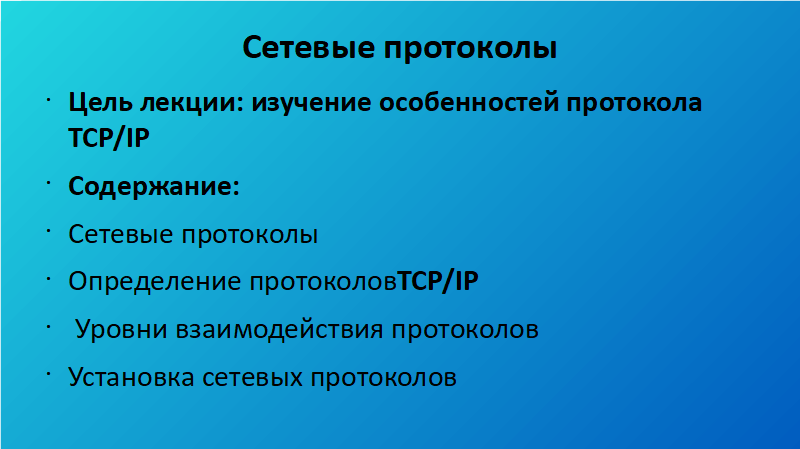 Сетевые протоколы
· Цель лекции: изучение особенностей протокола
TCP/IP
· Содержание:
· Сетевые протоколы
· Определение протоколовTCP/IP
· Уровни взаимодействия протоколов
· Установка сетевых протоколов